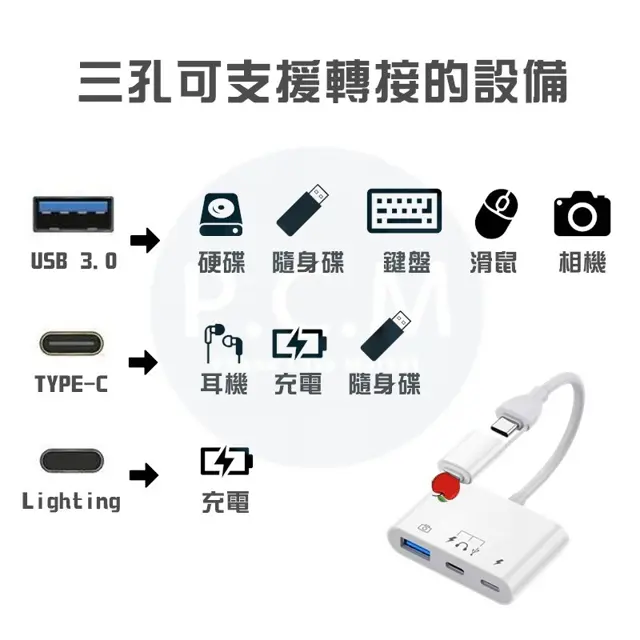 三孔可支援轉接的設備
USB 3.0
硬碟
隨身碟
鍵盤
滑鼠
相機
P.C.M
TYPE-C
耳機
充電
隨身碟
Lighting
充電